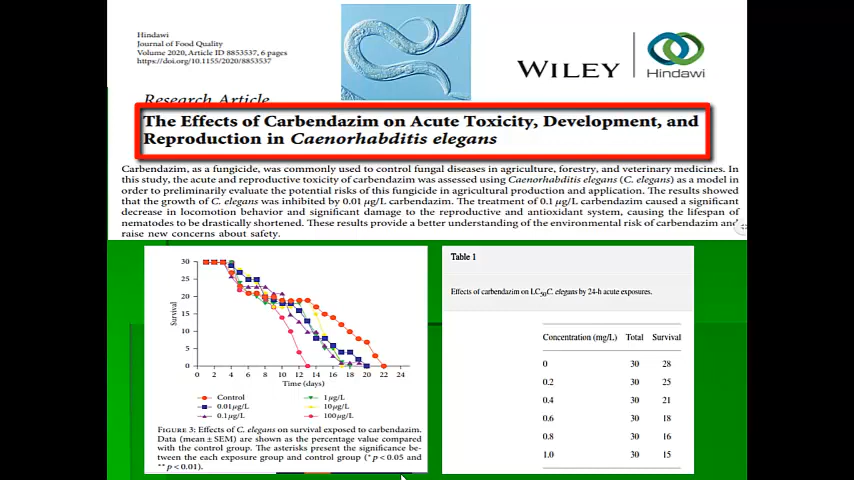 Hindawi
Journal of Food Quality
Volume 2020, Article ID 8853537, 6 pages
https://doi.org/10.1155/2020/8853537
WILEY
Hindawi
Research Article
The Effects of Carbendazim on Acute Toxicity, Development, and
Reproduction in Caenorhabditis elegans
Carbendazim, as a fungicide, was commonly used to control fungal diseases in agriculture, forestry, and veterinary medicines. In
this study, the acute and reproductive toxicity of carbendazim was assessed using Caenorhabditis elegans (C. elegans) as a model in
order to preliminarily evaluate the potential risks of this fungicide in agricultural production and application. The results showed
that the growth of C. elegans was inhibited by 0.01 μg/L carbendazim. The treatment of 0.1 μg/L carbendazim caused a significant
decrease in locomotion behavior and significant damage to the reproductive and antioxidant system, causing the lifespan of
nematodes to be drastically shortened. These results provide a better understanding of the environmental risk of carbendazim and
raise new concerns about safety.
30
25
20
15
10
5
0
Survival
0 2 4 6 8 10 12 14 16 18 20 22 24
Time (days)
Control
0.01 μg/L
0.1 μg/L
1 μg/L
10 μg/L
100 μg/L
Figure 3: Effects of C. elegans on survival exposed to carbendazim.
Data (mean ± SEM) are shown as the percentage value compared
with the control group. The asterisks present the significance be-
tween the each exposure group and control group (*p < 0.05 and
**p < 0.01).
Table 1
Effects of carbendazim on LC50 C. elegans by 24-h acute exposures.
Concentration (mg/L) Total Survival
0 30 28
0.2 30 25
0.4 30 21
0.6 30 18
0.8 30 16
1.0 30 15